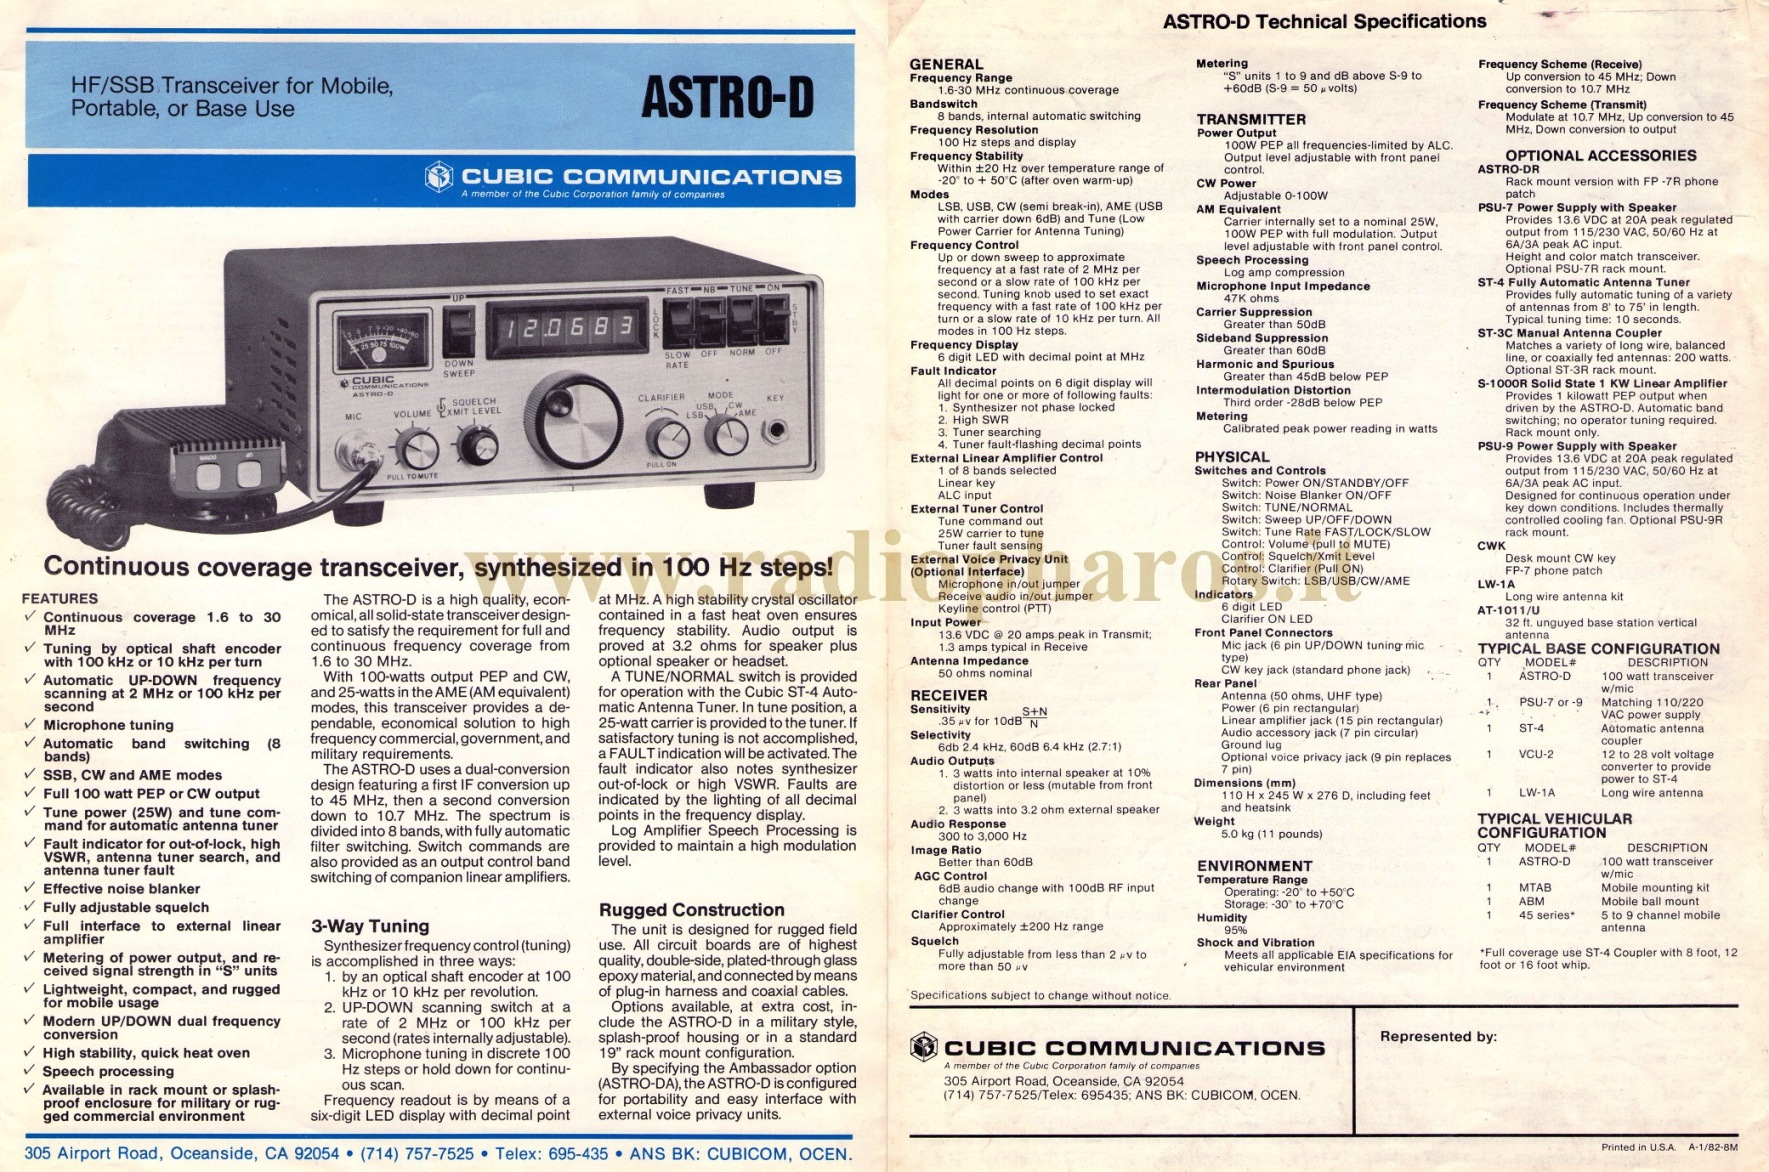 HF/SSB Transceiver for Mobile,
Portable, or Base Use
ASTRO-D
CUBIC COMMUNICATIONS
A member of the Cubic Corporation family of companies
UP
DOWN
SWEEP
12.0683
LOCK
FAST
NB
TUNE
ON
STBY
SLOW
OFF
NORM
OFF
RATE
CUBIC
COMMUNICATIONS
ASTRO-D
MIC
VOLUME
SQUELCH
XMIT LEVEL
PULL TO MUTE
CLARIFIER
PULL ON
MODE
LSB
USB
CW
AME
KEY
Continuous coverage transceiver, synthesized in 100 Hz steps!
FEATURES
✓ Continuous coverage 1.6 to 30
MHz
✓ Tuning by optical shaft encoder
with 100 kHz or 10 kHz per turn
✓ Automatic UP-DOWN frequency
scanning at 2 MHz or 100 kHz per
second
✓ Microphone tuning
✓ Automatic band switching (8
bands)
✓ SSB, CW and AME modes
✓ Full 100 watt PEP or CW output
✓ Tune power (25W) and tune com-
mand for automatic antenna tuner
✓ Fault indicator for out-of-lock, high
VSWR, antenna tuner search, and
antenna tuner fault
✓ Effective noise blanker
✓ Fully adjustable squelch
✓ Full interface to external linear
amplifier
✓ Metering of power output, and re-
ceived signal strength in “S” units
✓ Lightweight, compact, and rugged
for mobile usage
✓ Modern UP/DOWN dual frequency
conversion
✓ High stability, quick heat oven
✓ Speech processing
✓ Available in rack mount or splash-
proof enclosure for military or rug-
ged commercial environment
The ASTRO-D is a high quality, econ-
omical, all solid-state transceiver design-
ed to satisfy the requirement for full and
continuous frequency coverage from
1.6 to 30 MHz.
With 100-watts output PEP and CW,
and 25-watts in the AME (AM equivalent)
modes, this transceiver provides a de-
pendable, economical solution to high
frequency commercial, government, and
military requirements.
The ASTRO-D uses a dual-conversion
design featuring a first IF conversion up
to 45 MHz, then a second conversion
down to 10.7 MHz. The spectrum is
divided into 8 bands, with fully automatic
filter switching. Switch commands are
also provided as an output control band
switching of companion linear amplifiers.
3-Way Tuning
Synthesizer frequency control (tuning)
is accomplished in three ways:
1. by an optical shaft encoder at 100
kHz or 10 kHz per revolution.
2. UP-DOWN scanning switch at a
rate of 2 MHz or 100 kHz per
second (rates internally adjustable).
3. Microphone tuning in discrete 100
Hz steps or hold down for continu-
ous scan.
Frequency readout is by means of a
six-digit LED display with decimal point
at MHz. A high stability crystal oscillator
contained in a fast heat oven ensures
frequency stability. Audio output is
proved at 3.2 ohms for speaker plus
optional speaker or headset.
A TUNE/NORMAL switch is provided
for operation with the Cubic ST-4 Auto-
matic Antenna Tuner. In tune position, a
25-watt carrier is provided to the tuner. If
satisfactory tuning is not accomplished,
a FAULT indication will be activated. The
fault indicator also notes synthesizer
out-of-lock or high VSWR. Faults are
indicated by the lighting of all decimal
points in the frequency display.
Log Amplifier Speech Processing is
provided to maintain a high modulation
level.
Rugged Construction
The unit is designed for rugged field
use. All circuit boards are of highest
quality, double-side, plated-through glass
epoxy material, and connected by means
of plug-in harness and coaxial cables.
Options available, at extra cost, in-
clude the ASTRO-D in a military style,
splash-proof housing or in a standard
19” rack mount configuration.
By specifying the Ambassador option
(ASTRO-DA), the ASTRO-D is configured
for portability and easy interface with
external voice privacy units.
305 Airport Road, Oceanside, CA 92054 • (714) 757-7525 • Telex: 695-435 • ANS BK: CUBICOM, OCEN.
www.radiopharos.it
ASTRO-D Technical Specifications
GENERAL
Frequency Range
1.6-30 MHz continuous coverage
Bandswitch
8 bands, internal automatic switching
Frequency Resolution
100 Hz steps and display
Frequency Stability
Within ±20 Hz over temperature range of
-20° to + 50°C (after oven warm-up)
Modes
LSB, USB, CW (semi break-in), AME (USB
with carrier down 6dB) and Tune (Low
Power Carrier for Antenna Tuning)
Frequency Control
Up or down sweep to approximate
frequency at a fast rate of 2 MHz per
second or a slow rate of 100 kHz per
second. Tuning knob used to set exact
frequency with a fast rate of 100 kHz per
turn or a slow rate of 10 kHz per turn. All
modes in 100 Hz steps.
Frequency Display
6 digit LED with decimal point at MHz
Fault Indicator
All decimal points on 6 digit display will
light for one or more of following faults:
1. Synthesizer not phase locked
2. High SWR
3. Tuner searching
4. Tuner fault-flashing decimal points
External Linear Amplifier Control
1 of 8 bands selected
Linear key
ALC input
External Tuner Control
Tune command out
25W carrier to tune
Tuner fault sensing
External Voice Privacy Unit
(Optional Interface)
Microphone in/out jumper
Receive audio in/out jumper
Keyline control (PTT)
Input Power
13.6 VDC @ 20 amps peak in Transmit;
1.3 amps typical in Receive
Antenna Impedance
50 ohms nominal
RECEIVER
Sensitivity
.35 μv for 10dB S+N/N
Selectivity
6db 2.4 kHz, 60dB 6.4 kHz (2.7:1)
Audio Outputs
1. 3 watts into internal speaker at 10%
distortion or less (mutable from front
panel)
2. 3 watts into 3.2 ohm external speaker
Audio Response
300 to 3,000 Hz
Image Ratio
Better than 60dB
AGC Control
6dB audio change with 100dB RF input
change
Clarifier Control
Approximately ±200 Hz range
Squelch
Fully adjustable from less than 2 μv to
more than 50 μv
Specifications subject to change without notice.
Metering
“S” units 1 to 9 and dB above S-9 to
+60dB (S-9 = 50 μ volts)
TRANSMITTER
Power Output
100W PEP all frequencies-limited by ALC.
Output level adjustable with front panel
control.
CW Power
Adjustable 0-100W
AM Equivalent
Carrier internally set to a nominal 25W,
100W PEP with full modulation. Output
level adjustable with front panel control.
Speech Processing
Log amp compression
Microphone Input Impedance
47K ohms
Carrier Suppression
Greater than 50dB
Sideband Suppression
Greater than 60dB
Harmonic and Spurious
Greater than 45dB below PEP
Intermodulation Distortion
Third order -28dB below PEP
Metering
Calibrated peak power reading in watts
PHYSICAL
Switches and Controls
Switch: Power ON/STANDBY/OFF
Switch: Noise Blanker ON/OFF
Switch: TUNE/NORMAL
Switch: Sweep UP/OFF/DOWN
Switch: Tune Rate FAST/LOCK/SLOW
Control: Volume (pull to MUTE)
Control: Squelch/Xmit Level
Control: Clarifier (Pull ON)
Rotary Switch: LSB/USB/CW/AME
Indicators
6 digit LED
Clarifier ON LED
Front Panel Connectors
Mic jack (6 pin UP/DOWN tuning mic
type)
CW key jack (standard phone jack)
Rear Panel
Antenna (50 ohms, UHF type)
Power (6 pin rectangular)
Linear amplifier jack (15 pin rectangular)
Audio accessory jack (7 pin circular)
Ground lug
Optional voice privacy jack (9 pin replaces
7 pin)
Dimensions (mm)
110 H x 245 W x 276 D, including feet
and heatsink
Weight
5.0 kg (11 pounds)
ENVIRONMENT
Temperature Range
Operating: -20° to +50°C
Storage: -30° to +70°C
Humidity
95%
Shock and Vibration
Meets all applicable EIA specifications for
vehicular environment
Frequency Scheme (Receive)
Up conversion to 45 MHz; Down
conversion to 10.7 MHz
Frequency Scheme (Transmit)
Modulate at 10.7 MHz, Up conversion to 45
MHz, Down conversion to output
OPTIONAL ACCESSORIES
ASTRO-DR
Rack mount version with FP -7R phone
patch
PSU-7 Power Supply with Speaker
Provides 13.6 VDC at 20A peak regulated
output from 115/230 VAC, 50/60 Hz at
6A/3A peak AC input.
Height and color match transceiver.
Optional PSU-7R rack mount.
ST-4 Fully Automatic Antenna Tuner
Provides fully automatic tuning of a variety
of antennas from 8' to 75' in length.
Typical tuning time: 10 seconds.
ST-3C Manual Antenna Coupler
Matches a variety of long wire, balanced
line, or coaxially fed antennas: 200 watts.
Optional ST-3R rack mount.
S-1000R Solid State 1 KW Linear Amplifier
Provides 1 kilowatt PEP output when
driven by the ASTRO-D. Automatic band
switching; no operator tuning required.
Rack mount only.
PSU-9 Power Supply with Speaker
Provides 13.6 VDC at 20A peak regulated
output from 115/230 VAC, 50/60 Hz at
6A/3A peak AC input.
Designed for continuous operation under
key down conditions. Includes thermally
controlled cooling fan. Optional PSU-9R
rack mount.
CWK
Desk mount CW key
FP-7 phone patch
LW-1A
Long wire antenna kit
AT-1011/U
32 ft. unguyed base station vertical
antenna
TYPICAL BASE CONFIGURATION
QTY MODEL# DESCRIPTION
1 ASTRO-D 100 watt transceiver
w/mic
1 PSU-7 or -9 Matching 110/220
VAC power supply
1 ST-4 Automatic antenna
coupler
1 VCU-2 12 to 28 volt voltage
converter to provide
power to ST-4
1 LW-1A Long wire antenna
TYPICAL VEHICULAR
CONFIGURATION
QTY MODEL# DESCRIPTION
1 ASTRO-D 100 watt transceiver
w/mic
1 MTAB Mobile mounting kit
1 ABM Mobile ball mount
1 45 series* 5 to 9 channel mobile
antenna
*Full coverage use ST-4 Coupler with 8 foot, 12
foot or 16 foot whip.
CUBIC COMMUNICATIONS
A member of the Cubic Corporation family of companies
305 Airport Road, Oceanside, CA 92054
(714) 757-7525/Telex: 695435; ANS BK: CUBICOM, OCEN.
Represented by:
Printed in U.S.A. A-1/82-8M